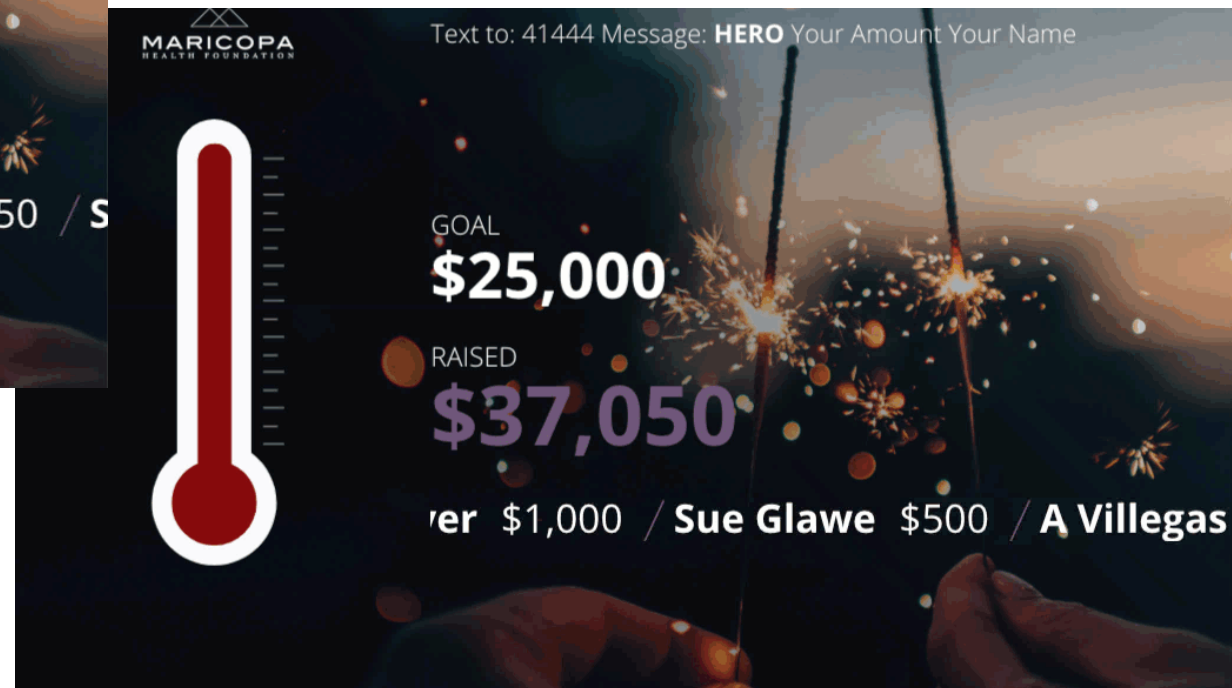 MARICOPA
HEALTH FOUNDATION
Text to: 41444 Message: HERO Your Amount Your Name
GOAL
$25,000
RAISED
$37,050
50 / S
$1,000 / Sue Glawe $500 / A Villegas